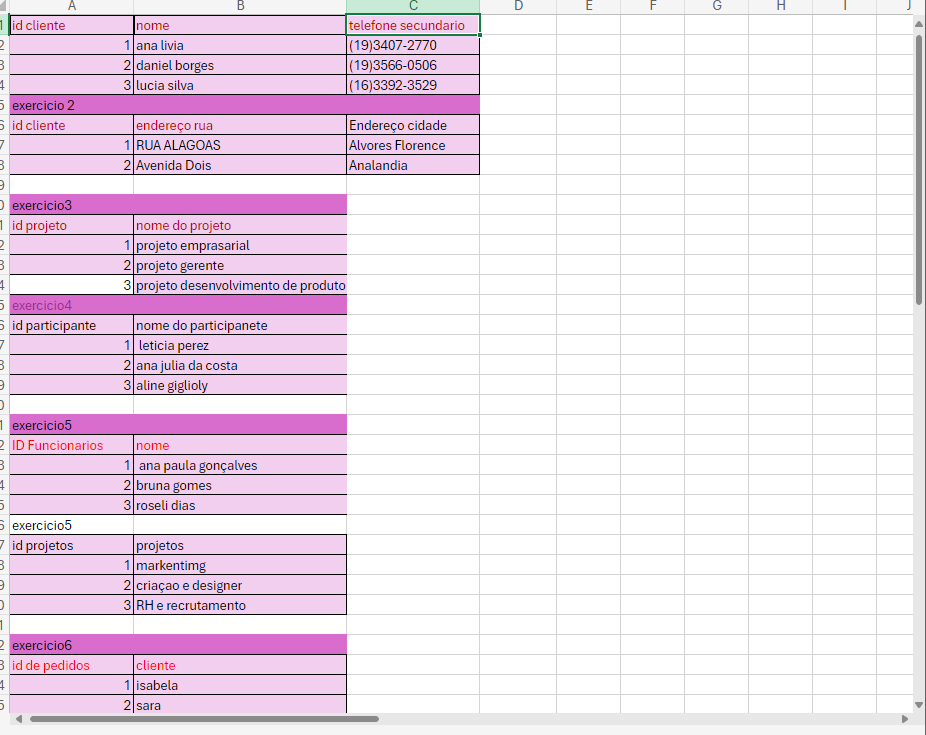 A B C D E F G H I J
1 id cliente nome telefone secundario
2 1 ana livia (19)3407-2770
3 2 daniel borges (19)3566-0506
4 3 lucia silva (16)3392-3529
5 exercicio 2
6 id cliente endereço rua Endereço cidade
7 1 RUA ALAGOAS Alvores Florence
8 2 Avenida Dois Analandia
9
0 exercicio3
1 id projeto nome do projeto
2 1 projeto emprasarial
3 2 projeto gerente
4 3 projeto desenvolvimento de produto
5 exercicio4
6 id participante nome do participanete
7 1 leticia perez
8 2 ana julia da costa
9 3 aline giglioly
0
1 exercicio5
2 ID Funcionarios nome
3 1 ana paula gonçalves
4 2 bruna gomes
5 3 roseli dias
6 exercicio5
7 id projetos projetos
8 1 markentimg
9 2 criaçao e designer
0 3 RH e recrutamento
1
2 exercicio6
3 id de pedidos cliente
4 1 isabela
5 2 sara